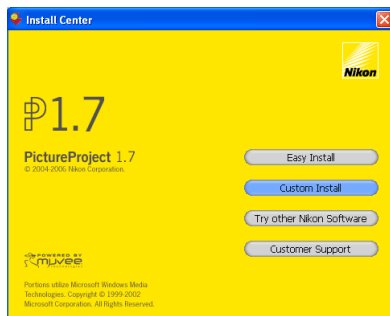 Install Center
Nikon
P1.7
PictureProject 1.7
© 2004-2006 Nikon Corporation.
Easy Install
Custom Install
Try other Nikon Software
Customer Support
POWERED BY
muvee
Portions utilize Microsoft Windows Media
Technologies. Copyright © 1999-2002
Microsoft Corporation. All Rights Reserved.